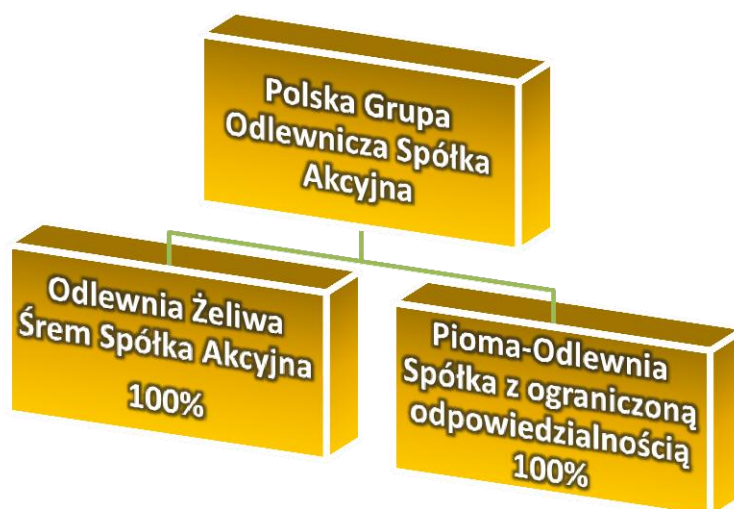 Polska Grupa
Odlewnicza Spółka
Akcyjna
Odlewnia Żeliwa
Śrem Spółka Akcyjna
100%
Pioma-Odlewnia
Spółka z ograniczoną
odpowiedzialnością
100%